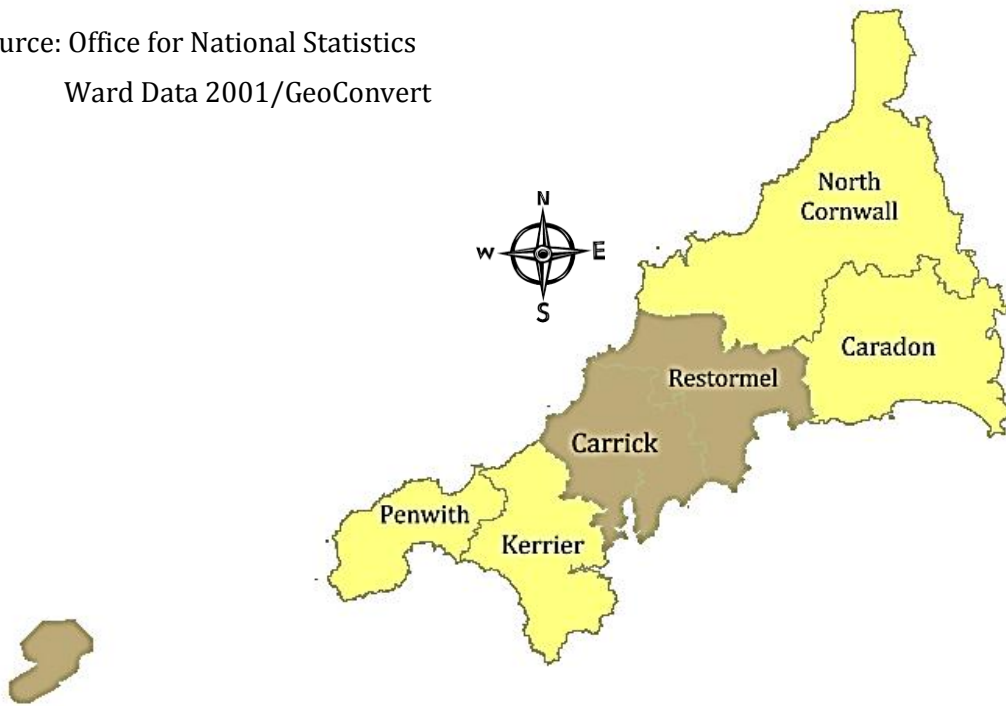 urce: Office for National Statistics
Ward Data 2001/GeoConvert
N
W E
S
North
Cornwall
Caradon
Restormel
Carrick
Penwith
Kerrier